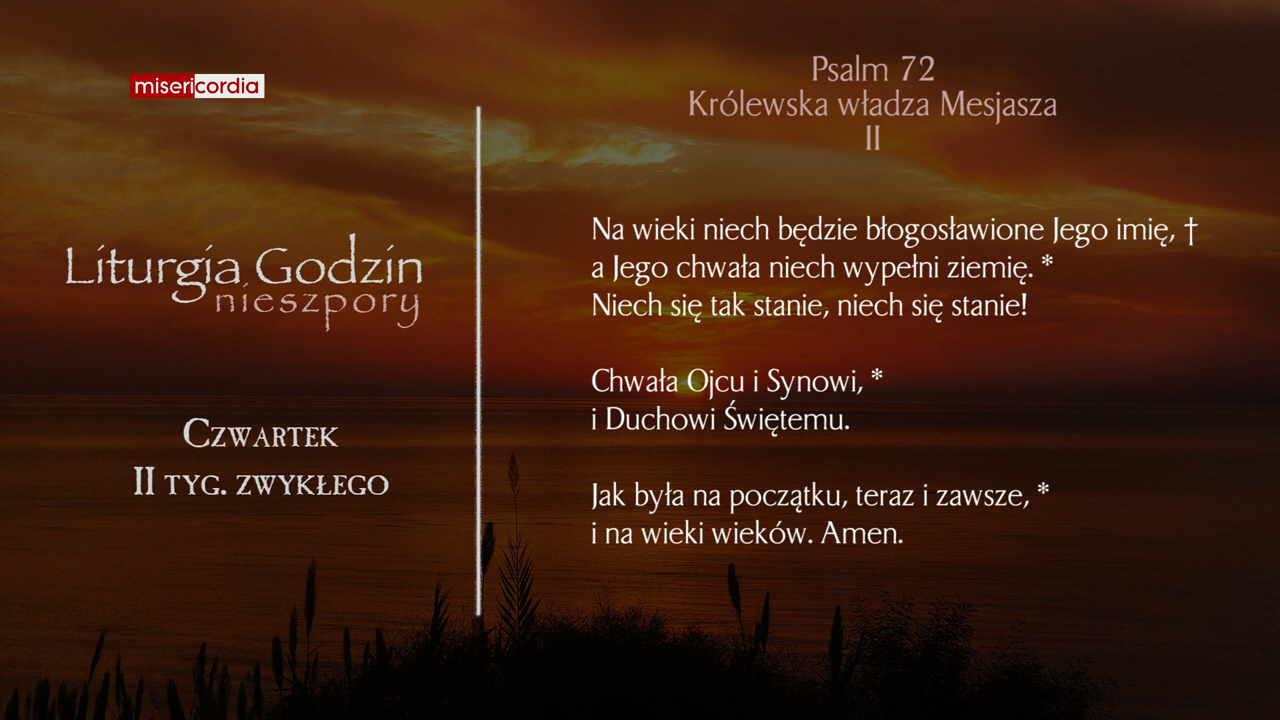 misericordia
Liturgia Godzin
nieszpory
Czwartek
II tyg. zwykłego
Psalm 72
Królewska władza Mesjasza
II
Na wieki niech będzie błogosławione Jego imię, †
a Jego chwała niech wypełni ziemię. *
Niech się tak stanie, niech się stanie!
Chwała Ojcu i Synowi, *
i Duchowi Świętemu.
Jak była na początku, teraz i zawsze, *
i na wieki wieków. Amen.